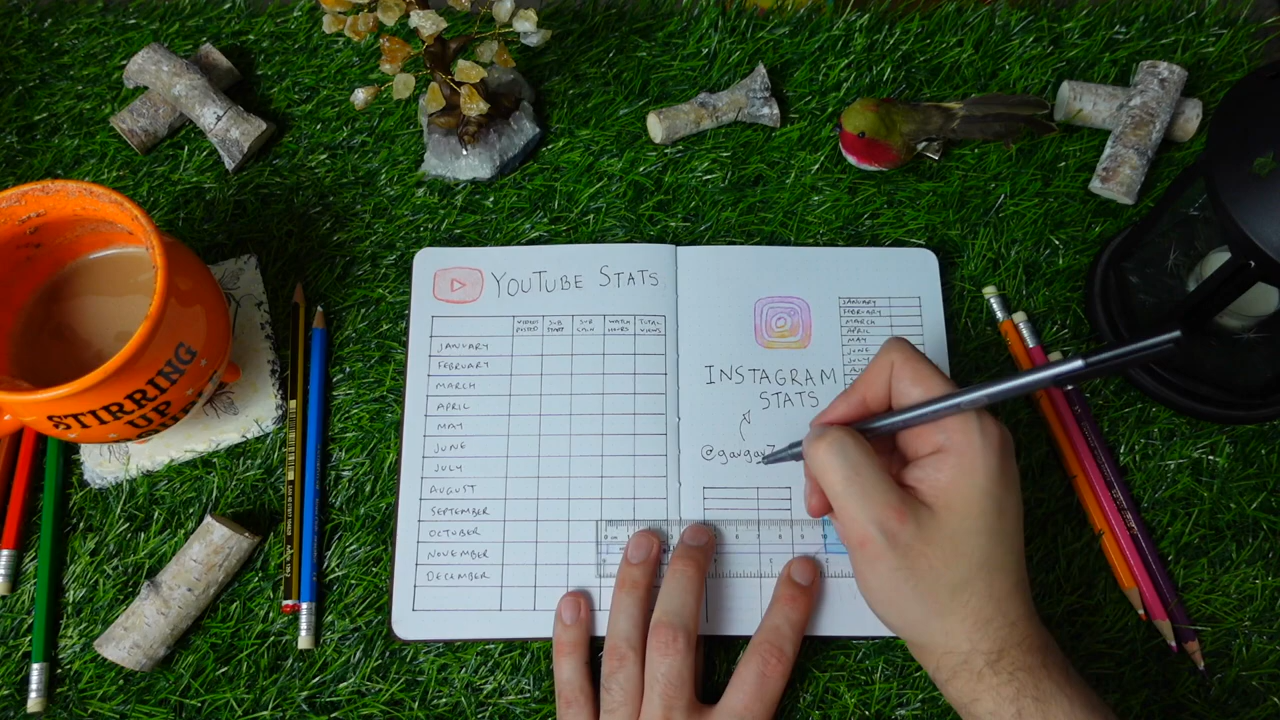 STIRRING
UP
YOUTUBE STATS
VIDEOS POSTED SUB START SUB GAIN WATCH HOURS TOTAL VIEWS
JANUARY
FEBRUARY
MARCH
APRIL
MAY
JUNE
JULY
AUGUST
SEPTEMBER
OCTOBER
NOVEMBER
DECEMBER
INSTAGRAM
STATS
JANUARY
FEBRUARY
MARCH
APRIL
MAY
JUNE
JULY